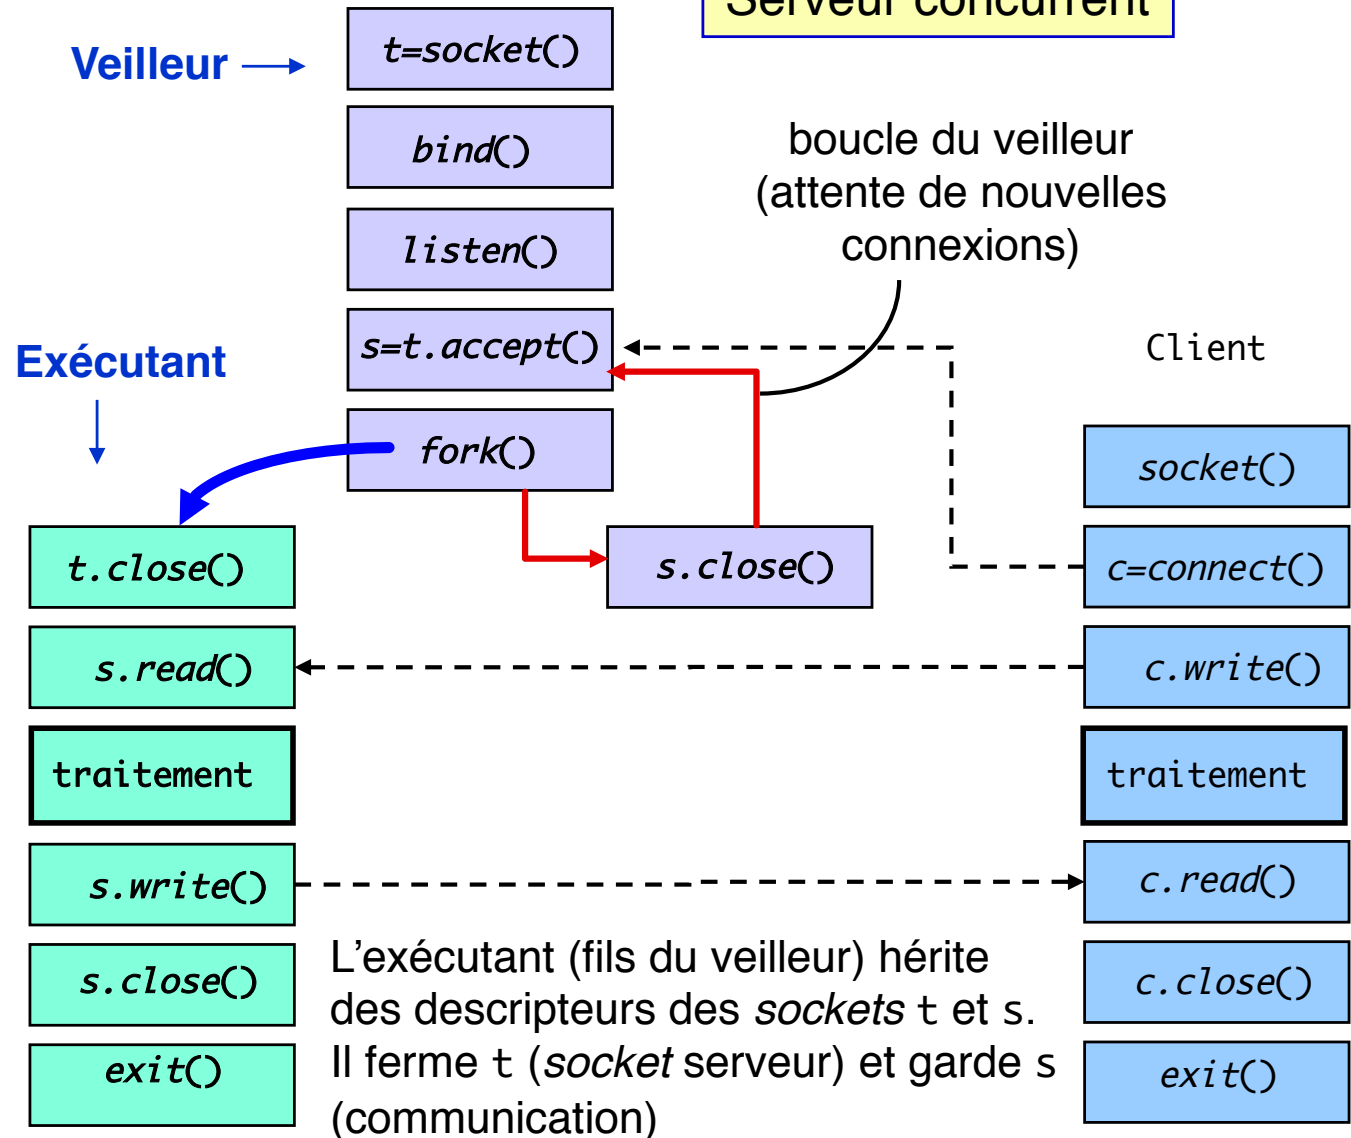 Serveur concurrent
Veilleur
t=socket()
bind()
listen()
s=t.accept()
fork()
s.close()
boucle du veilleur
(attente de nouvelles
connexions)
Exécutant
t.close()
s.read()
traitement
s.write()
s.close()
exit()
Client
socket()
c=connect()
c.write()
traitement
c.read()
c.close()
exit()
L'exécutant (fils du veilleur) hérite
des descripteurs des sockets t et s.
Il ferme t (socket serveur) et garde s
(communication)